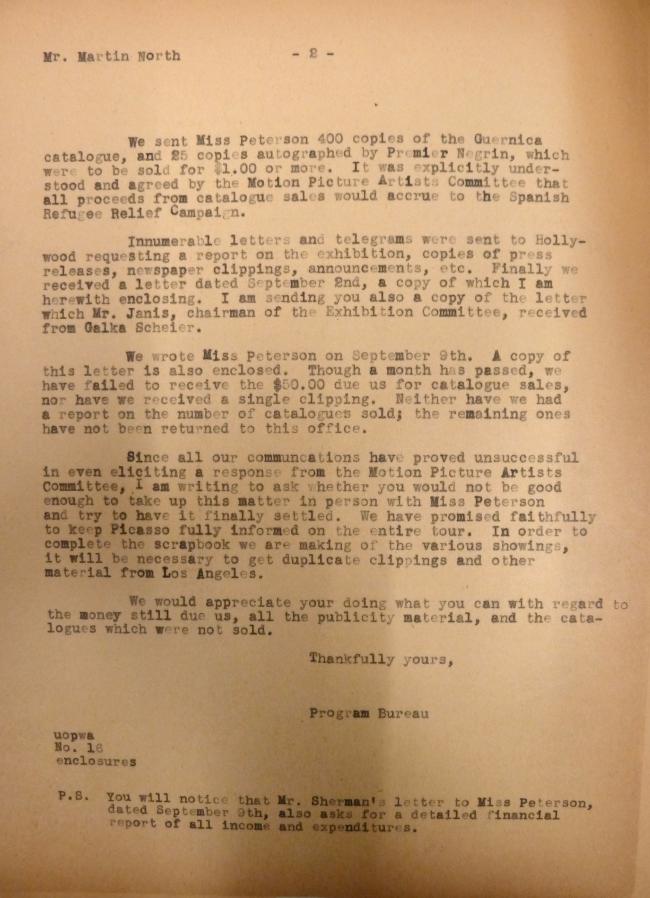 Mr. Martin North - 2 -
We sent Miss Peterson 400 copies of the Guernica
catalogue, and 25 copies autographed by Premier Negrin, which
were to be sold for $1.00 or more. It was explicitly under-
stood and agreed by the Motion Picture Artists Committee that
all proceeds from catalogue sales would accrue to the Spanish
Refugee Relief Campaign.
Innumerable letters and telegrams were sent to Holly-
wood requesting a report on the exhibition, copies of press
releases, newspaper clippings, announcements, etc. Finally we
received a letter dated September 2nd, a copy of which I am
herewith enclosing. I am sending you also a copy of the letter
which Mr. Janis, chairman of the Exhibition Committee, received
from Galka Scheier.
We wrote Miss Peterson on September 9th. A copy of
this letter is also enclosed. Though a month has passed, we
have failed to receive the $50.00 due us for catalogue sales,
nor have we received a single clipping. Neither have we had
a report on the number of catalogues sold; the remaining ones
have not been returned to this office.
Since all our communcations have proved unsuccessful
in even eliciting a response from the Motion Picture Artists
Committee, I am writing to ask whether you would not be good
enough to take up this matter in person with Miss Peterson
and try to have it finally settled. We have promised faithfully
to keep Picasso fully informed on the entire tour. In order to
complete the scrapbook we are making of the various showings,
it will be necessary to get duplicate clippings and other
material from Los Angeles.
We would appreciate your doing what you can with regard to
the money still due us, all the publicity material, and the cata-
logues which were not sold.
Thankfully yours,
Program Bureau
uopwa
No. 16
enclosures
P.S. You will notice that Mr. Sherman's letter to Miss Peterson,
dated September 9th, also asks for a detailed financial
report of all income and expenditures.